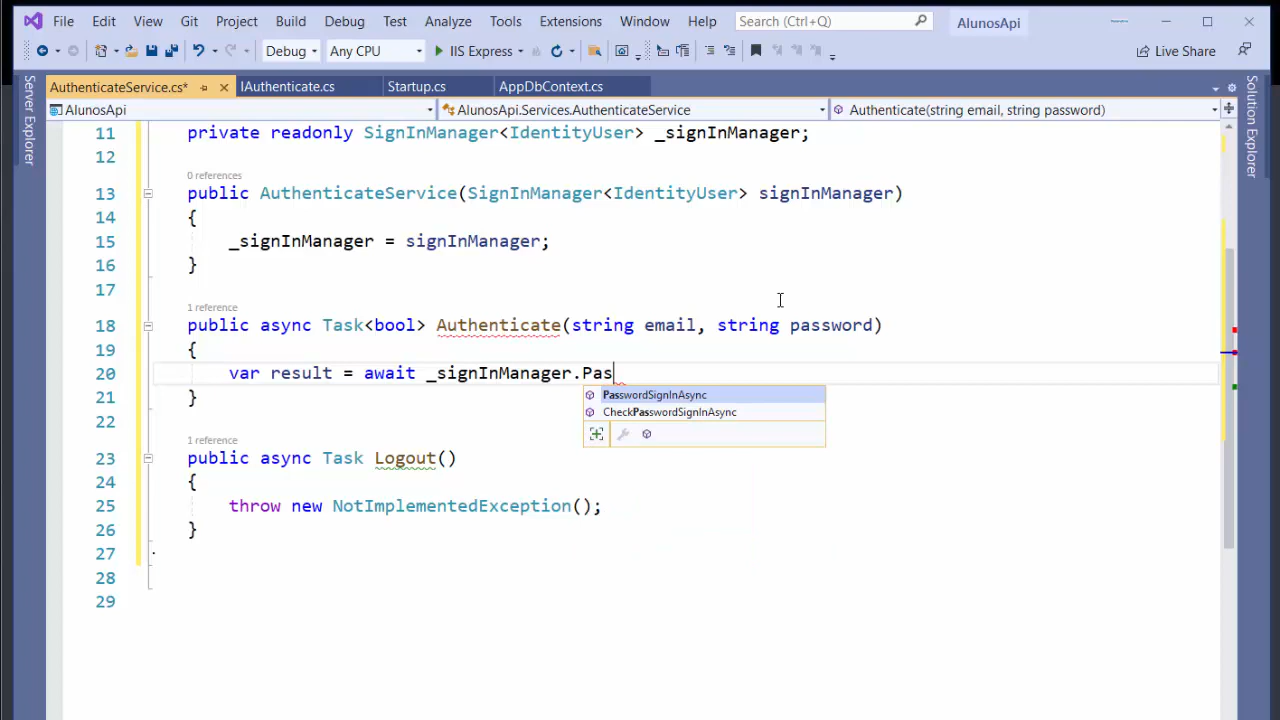 File Edit View Git Project Build Debug Test Analyze Tools Extensions Window Help Search (Ctrl+Q) AlunosApi
Debug Any CPU IIS Express Live Share
Server Explorer
AuthenticateService.cs* IAuthenticate.cs Startup.cs AppDbContext.cs
Solution Explorer
AlunosApi AlunosApi.Services.AuthenticateService Authenticate(string email, string password)
11 private readonly SignInManager<IdentityUser> _signInManager;
12
0 references
13 public AuthenticateService(SignInManager<IdentityUser> signInManager)
14 {
15 _signInManager = signInManager;
16 }
17
1 reference
18 public async Task<bool> Authenticate(string email, string password)
19 {
20 var result = await _signInManager.Pas
PasswordSignInAsync
21 }
CheckPasswordSignInAsync
22
1 reference
23 public async Task Logout()
24 {
25 throw new NotImplementedException();
26 }
27
28
29